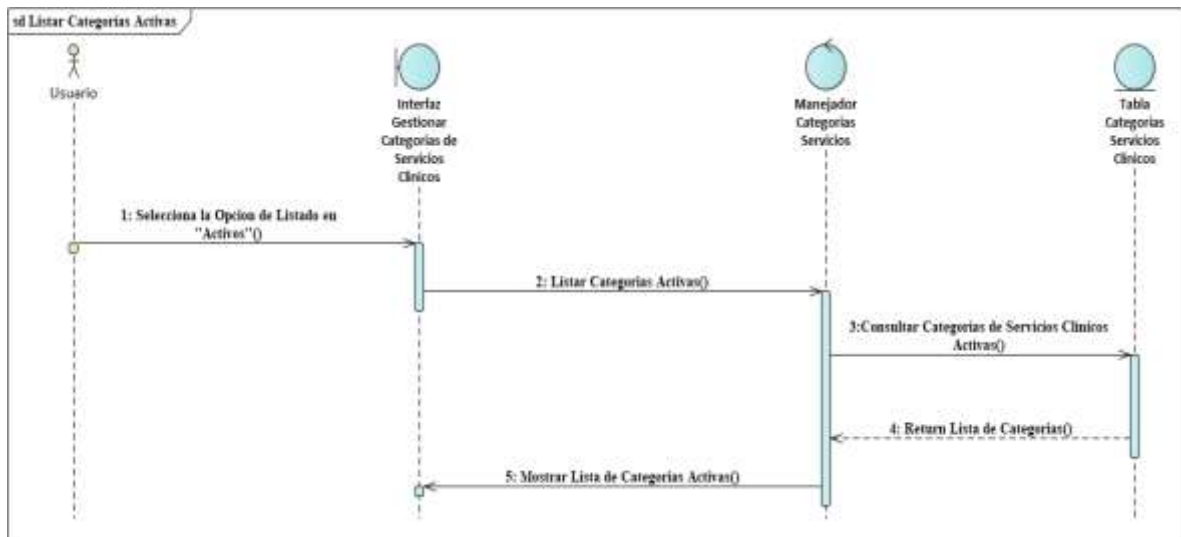 sd Listar Categorias Activas
Usuario
Interfaz
Gestionar
Categorias de
Servicios
Clinicos
Manejador
Categorias
Servicios
Tabla
Categorias
Servicios
Clinicos
1: Selecciona la Opcion de Listado en
"Activos"()
2: Listar Categorias Activas()
3:Consultar Categorias de Servicios Clinicos
Activas()
4: Return Lista de Categorias()
5: Mostrar Lista de Categorias Activas()